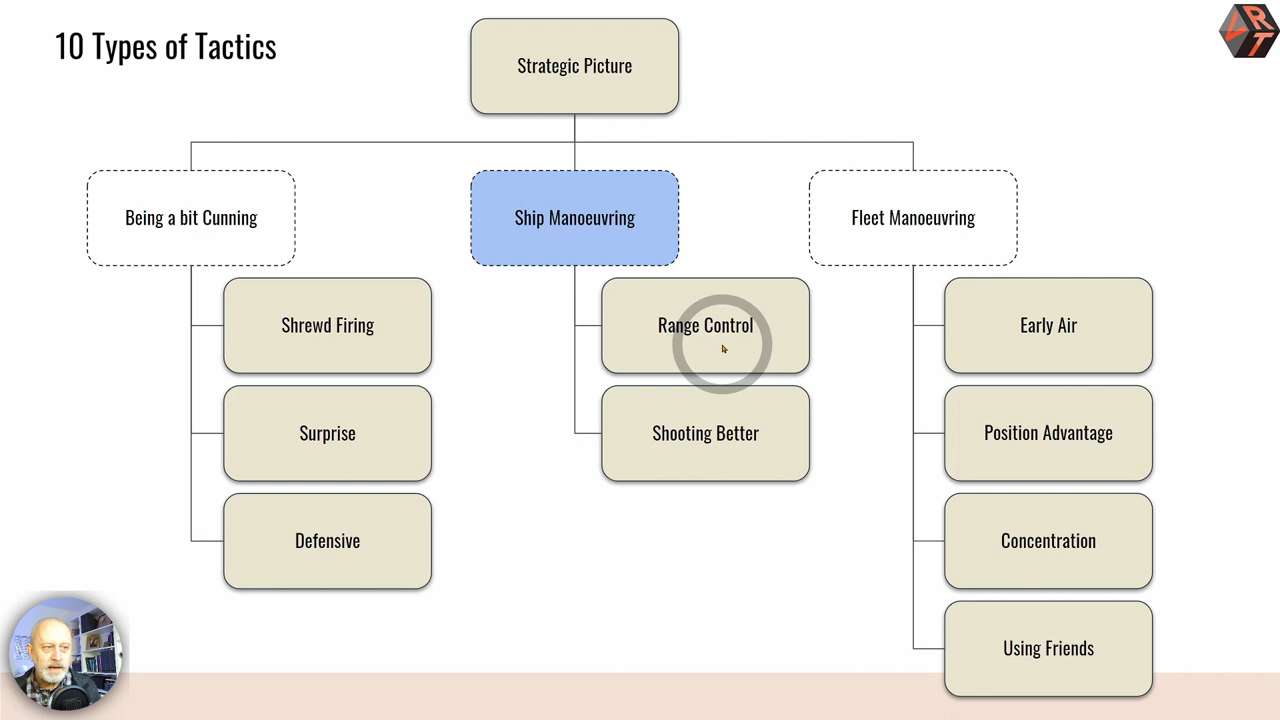 10 Types of Tactics
Strategic Picture
Being a bit Cunning
Ship Manoeuvring
Fleet Manoeuvring
Shrewd Firing
Range Control
Early Air
Surprise
Shooting Better
Position Advantage
Defensive
Concentration
Using Friends
LRT